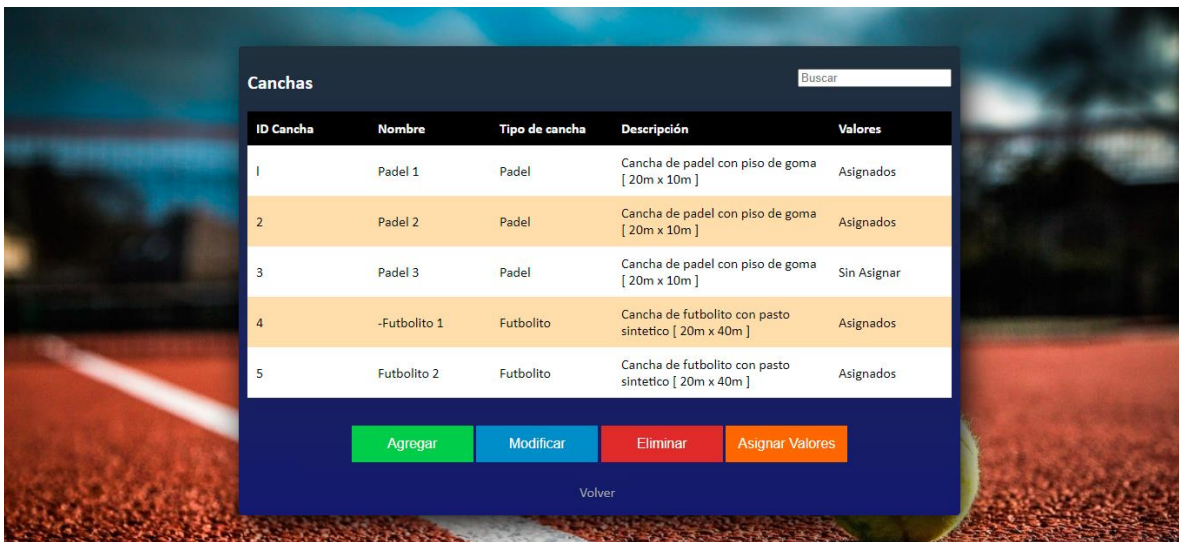 Canchas
Buscar
ID Cancha Nombre Tipo de cancha Descripción Valores
1 Padel 1 Padel Cancha de padel con piso de goma
[ 20m x 10m ] Asignados
2 Padel 2 Padel Cancha de padel con piso de goma
[ 20m x 10m ] Asignados
3 Padel 3 Padel Cancha de padel con piso de goma
[ 20m x 10m ] Sin Asignar
4 -Futbolito 1 Futbolito Cancha de futbolito con pasto
sintetico [ 20m x 40m ] Asignados
5 Futbolito 2 Futbolito Cancha de futbolito con pasto
sintetico [ 20m x 40m ] Asignados
Agregar Modificar Eliminar Asignar Valores
Volver